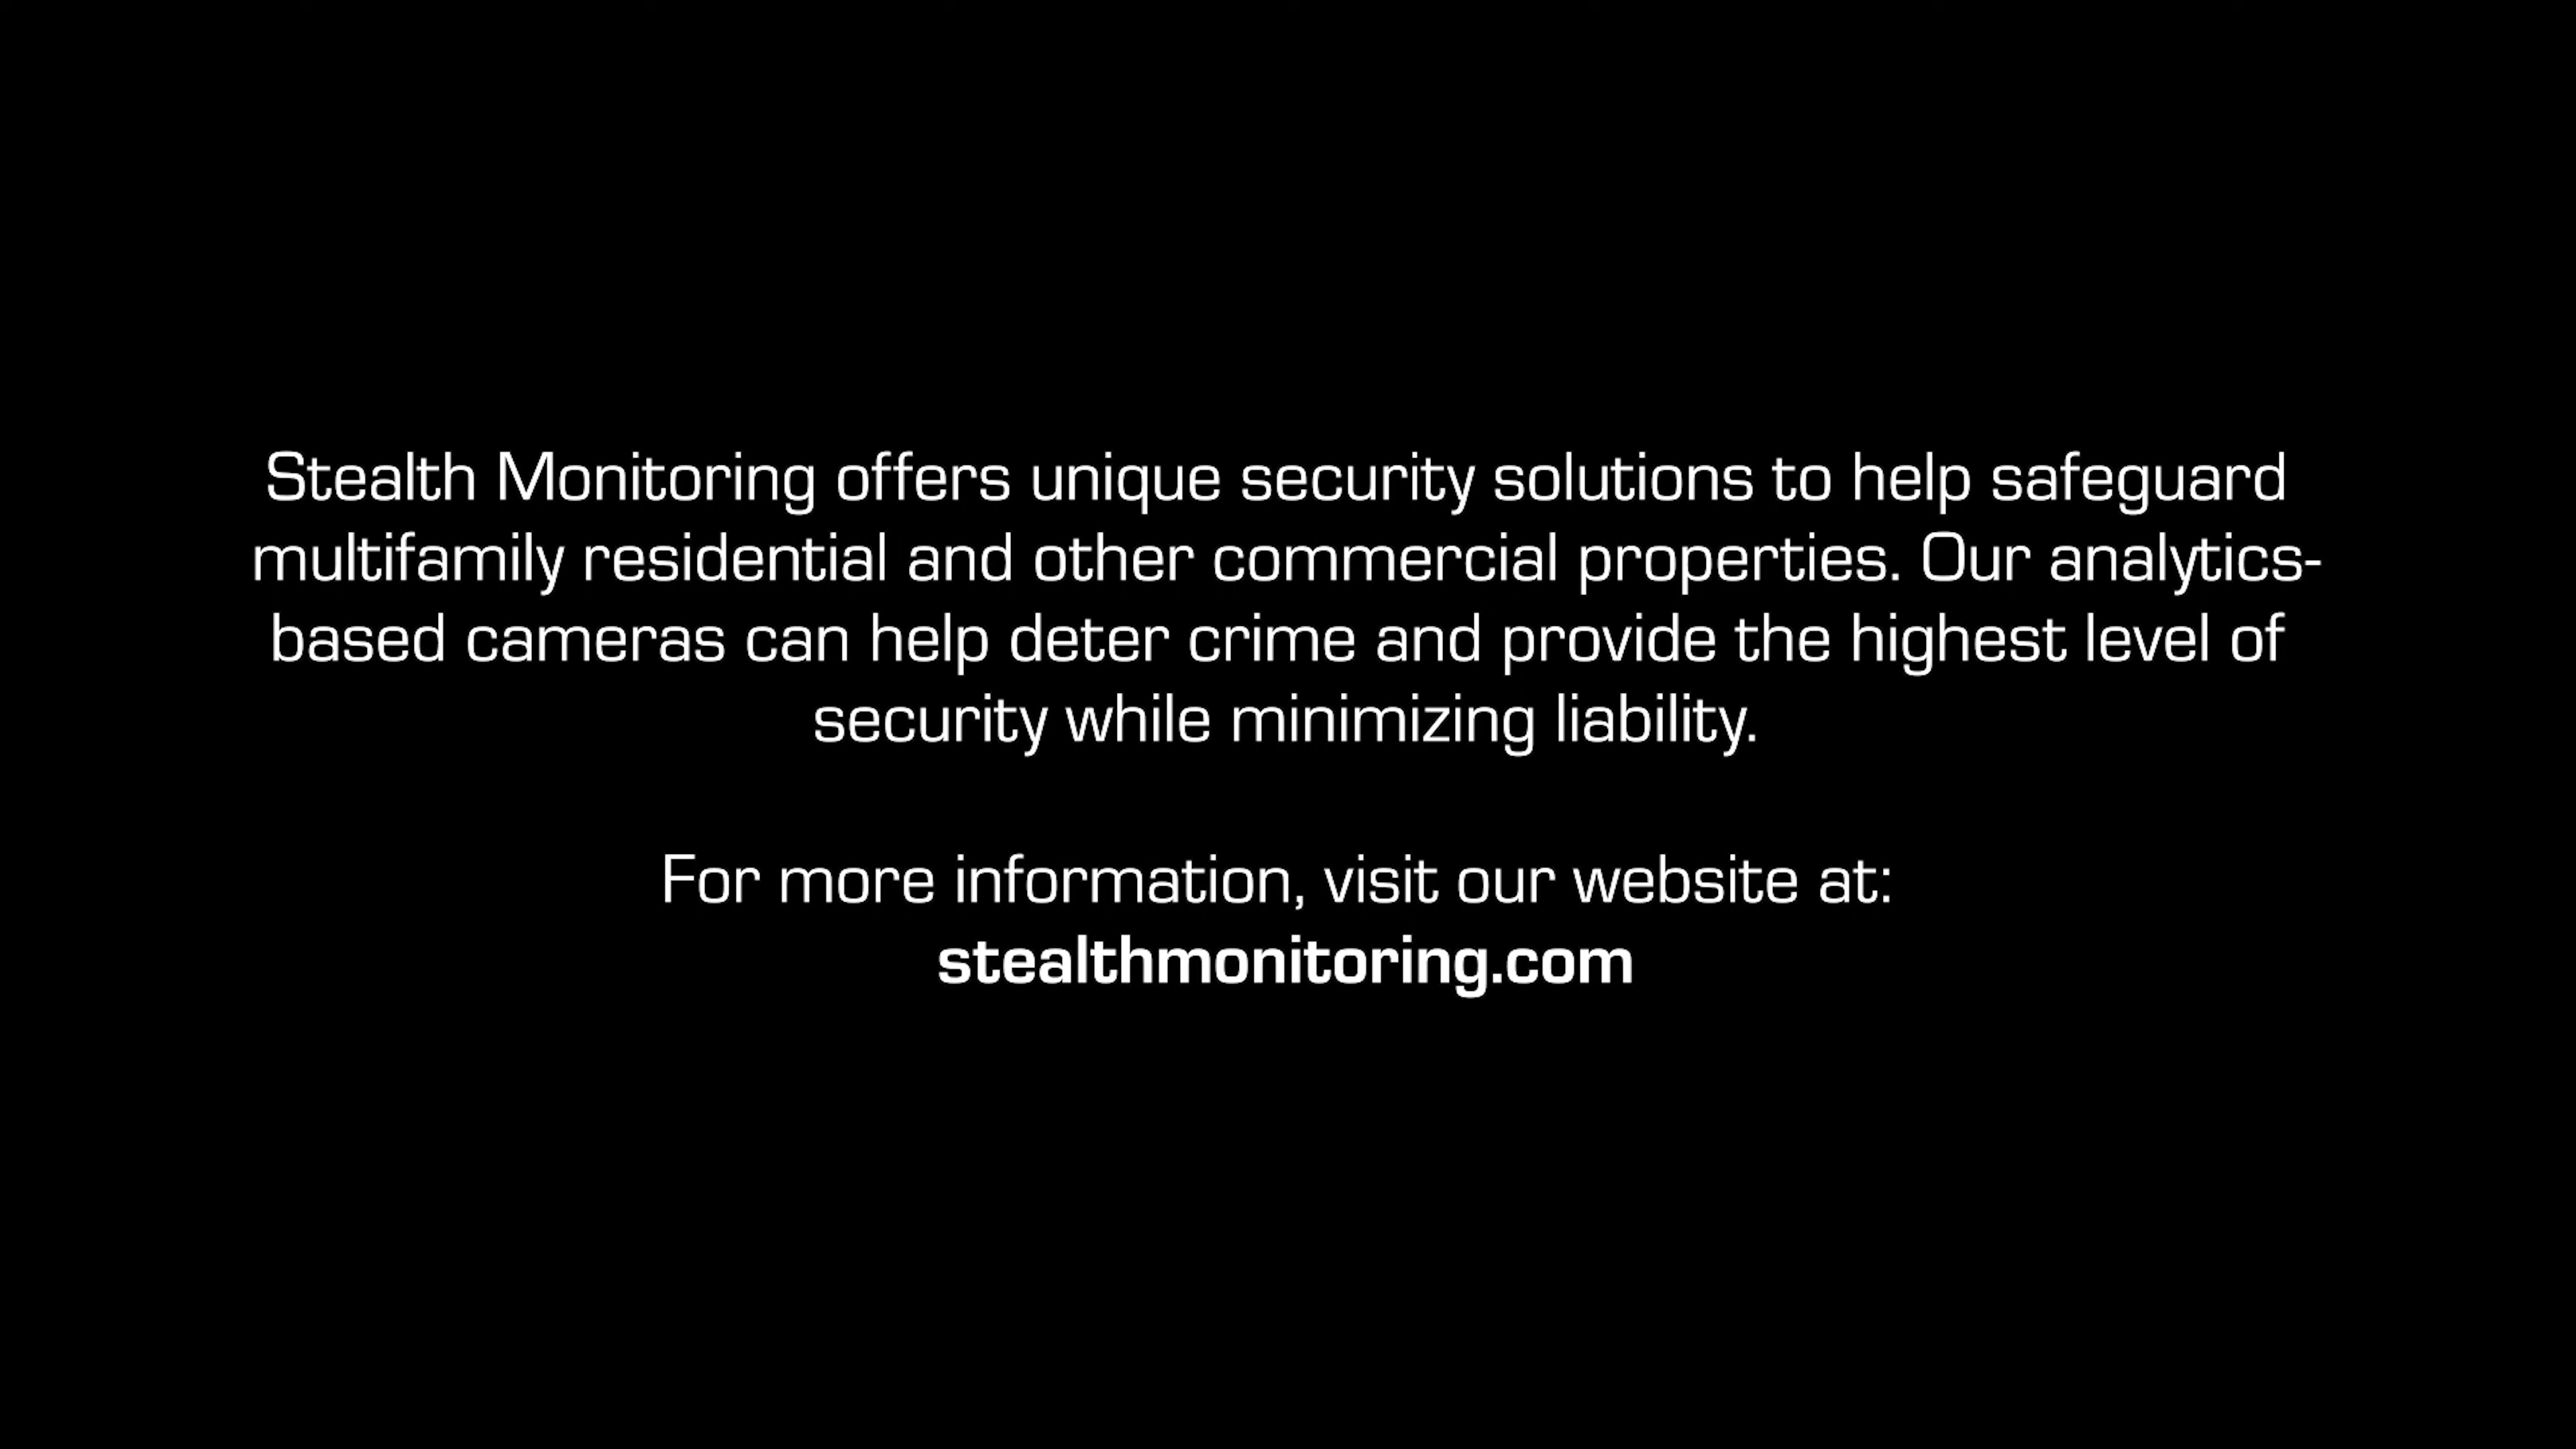 Stealth Monitoring offers unique security solutions to help safeguard
multifamily residential and other commercial properties. Our analytics-
based cameras can help deter crime and provide the highest level of
security while minimizing liability.
For more information, visit our website at:
stealthmonitoring.com